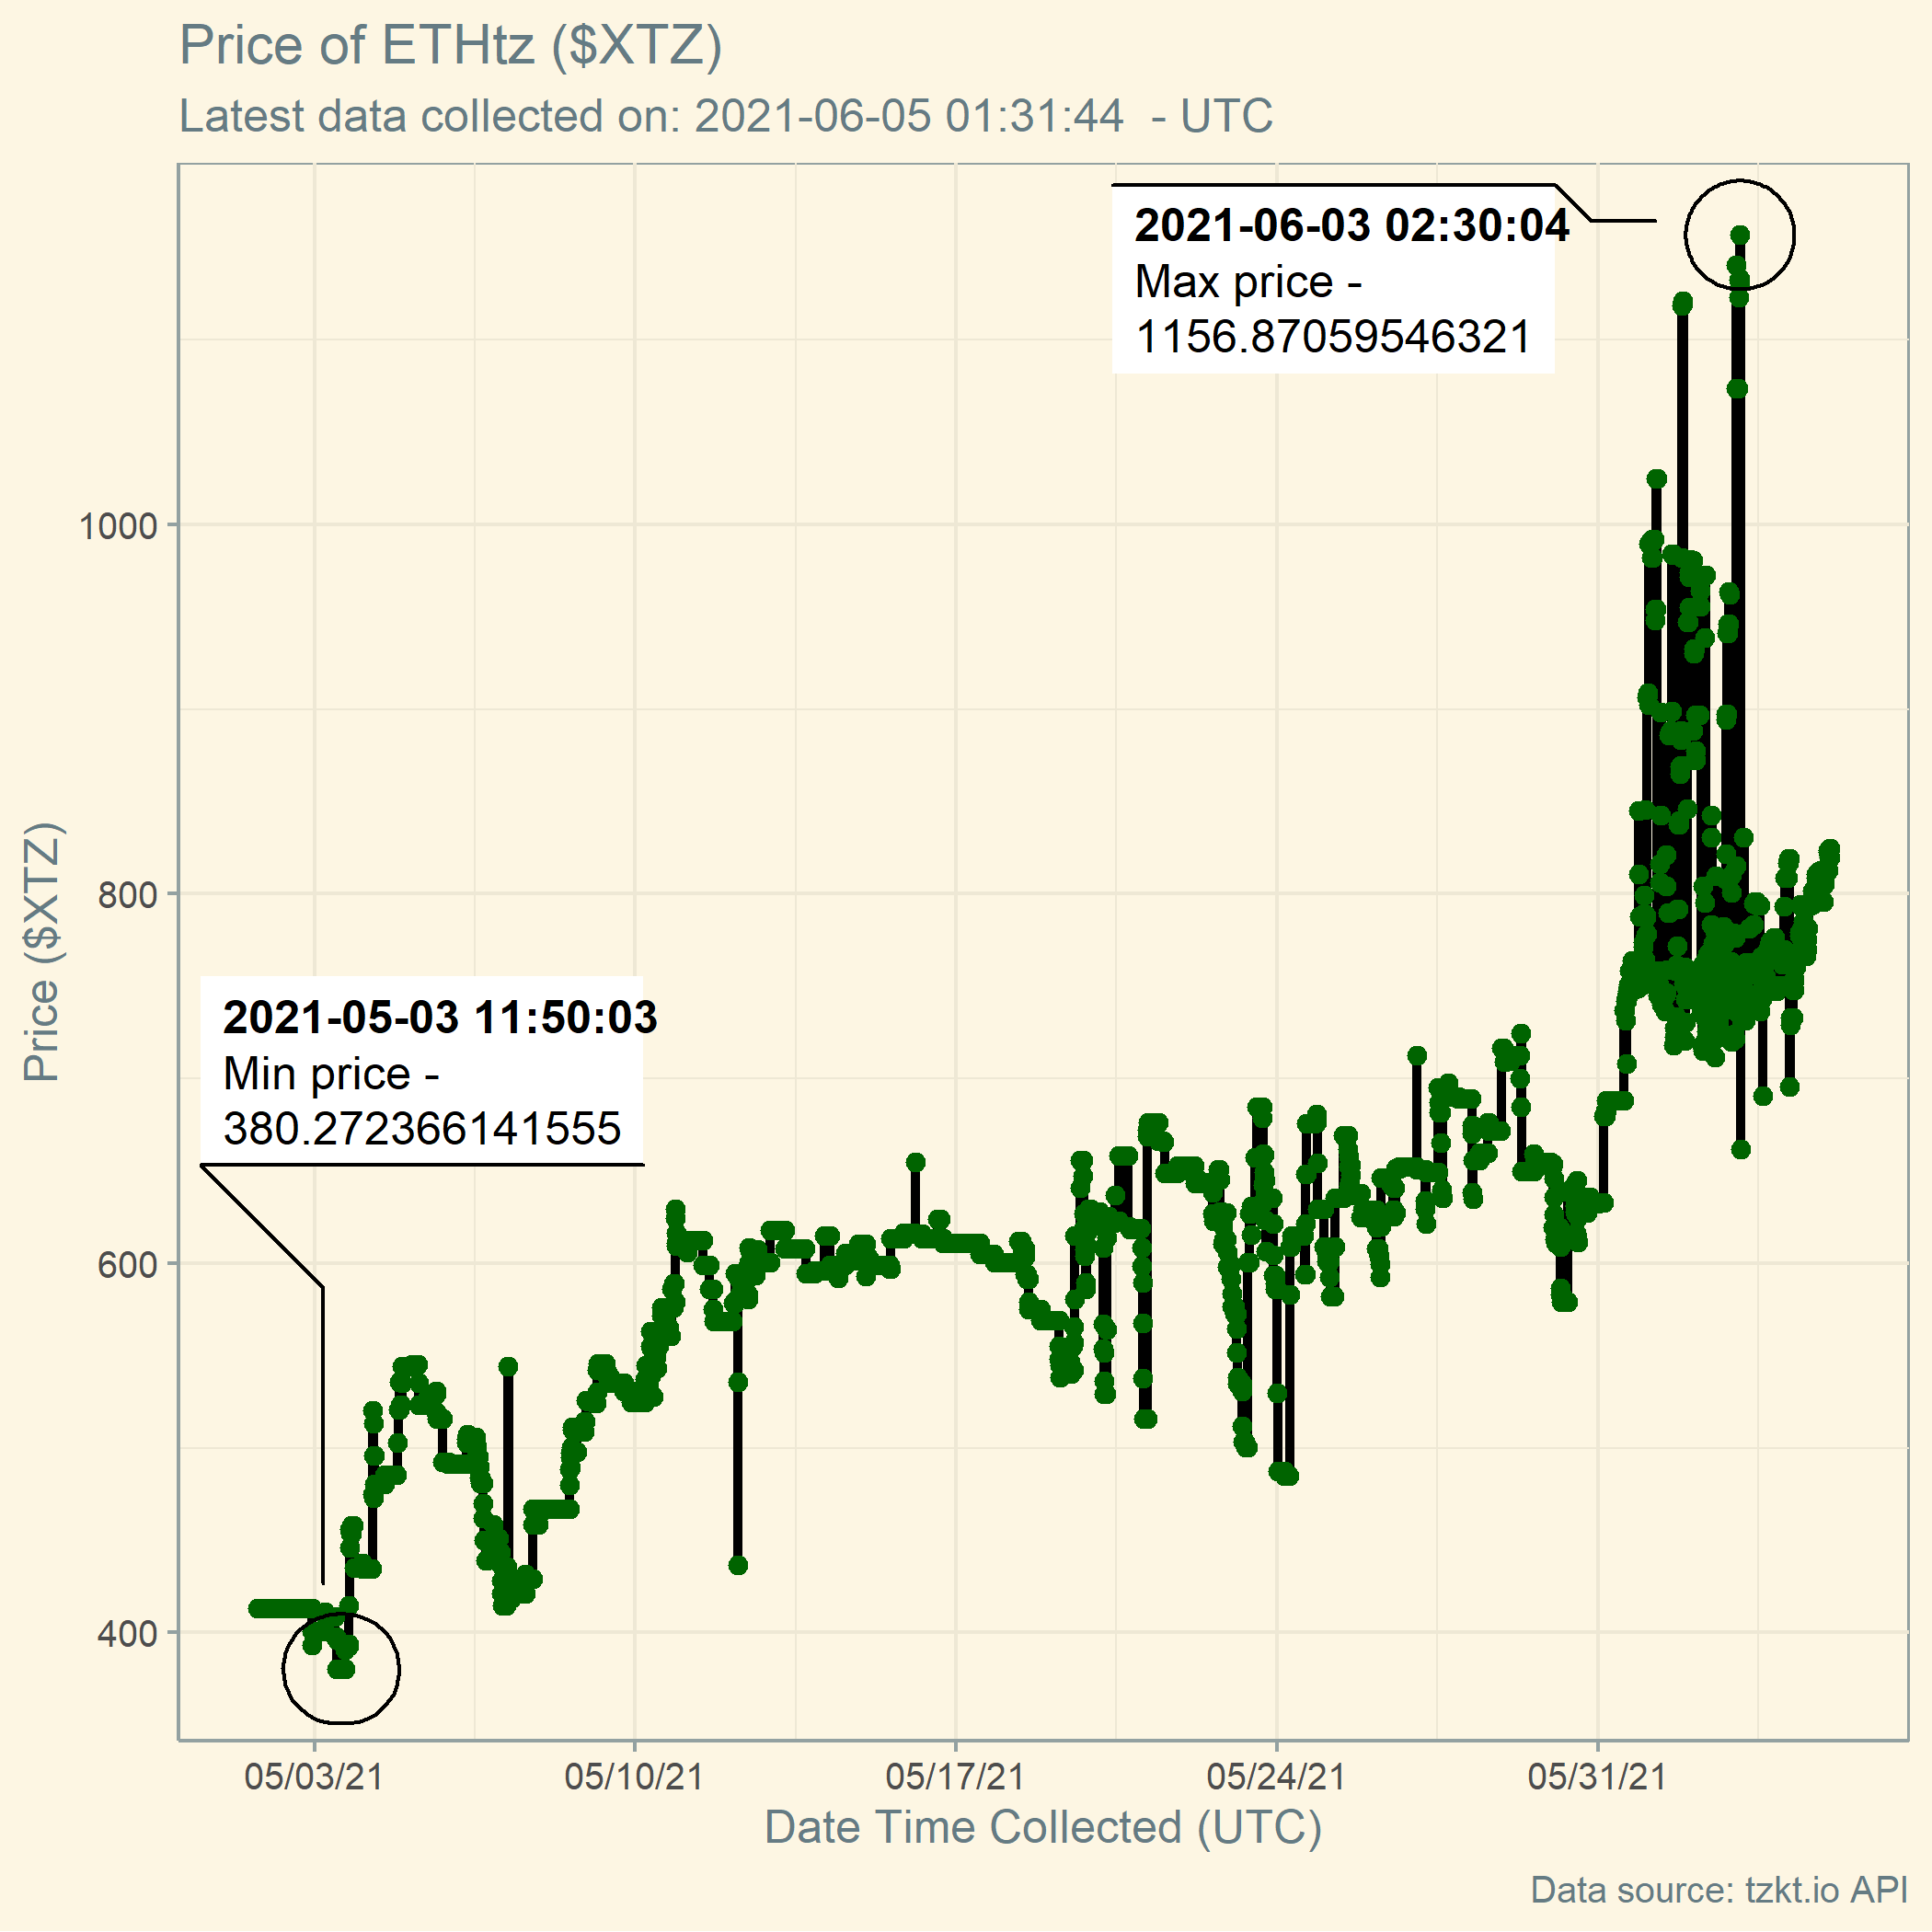 Price of ETHtz ($XTZ)
Latest data collected on: 2021-06-05 01:31:44  - UTC
2021-06-03 02:30:04
Max price -
1156.87059546321
1000
800
Price ($XTZ)
2021-05-03 11:50:03
Min price -
380.272366141555
600
400
05/03/21 05/10/21 05/17/21 05/24/21 05/31/21
Date Time Collected (UTC)
Data source: tzkt.io API